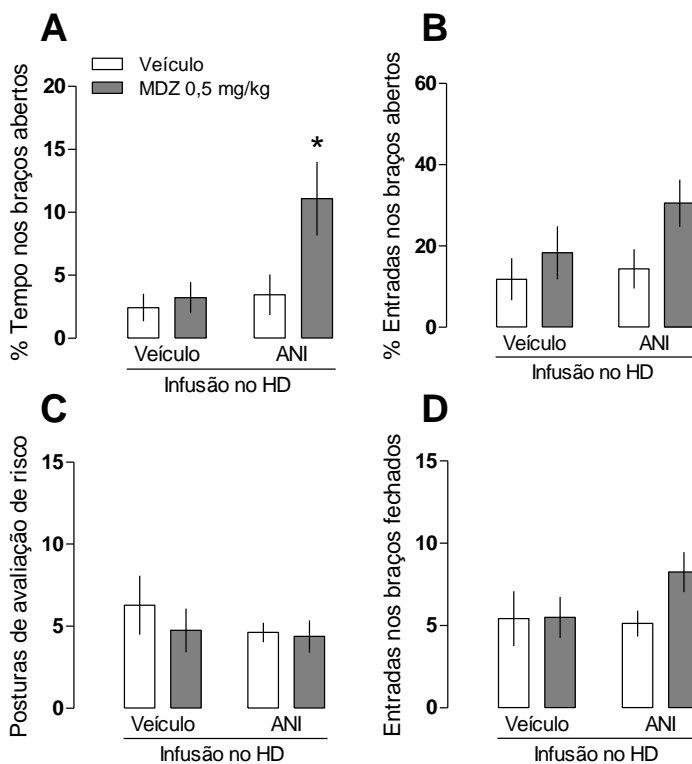 A
Veículo
MDZ 0,5 mg/kg
% Tempo nos braços abertos
20
15
10
5
0
*
Veículo
ANI
Infusão no HD
B
% Entradas nos braços abertos
60
40
20
0
Veículo
ANI
Infusão no HD
C
Posturas de avaliação de risco
15
10
5
0
Veículo
ANI
Infusão no HD
D
Entradas nos braços fechados
15
10
5
0
Veículo
ANI
Infusão no HD